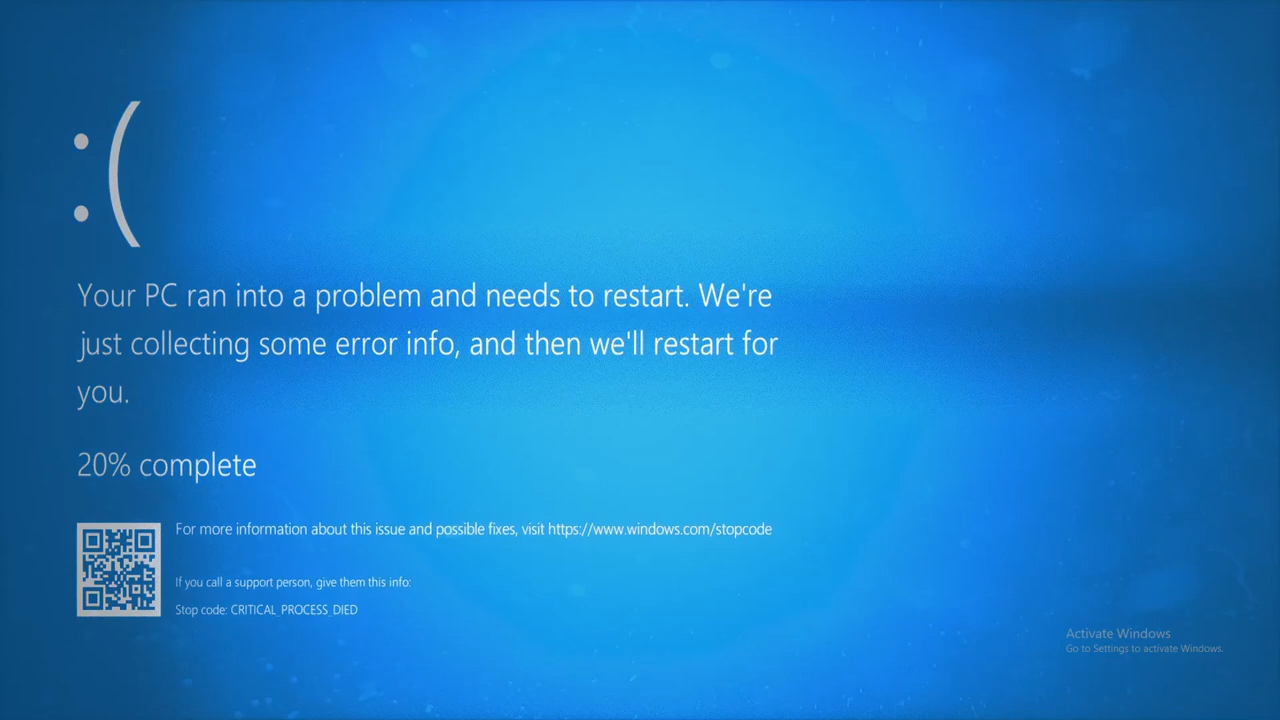 :(
Your PC ran into a problem and needs to restart. We're
just collecting some error info, and then we'll restart for
you.
20% complete
For more information about this issue and possible fixes, visit https://www.windows.com/stopcode
If you call a support person, give them this info:
Stop code: CRITICAL_PROCESS_DIED
Activate Windows
Go to Settings to activate Windows.